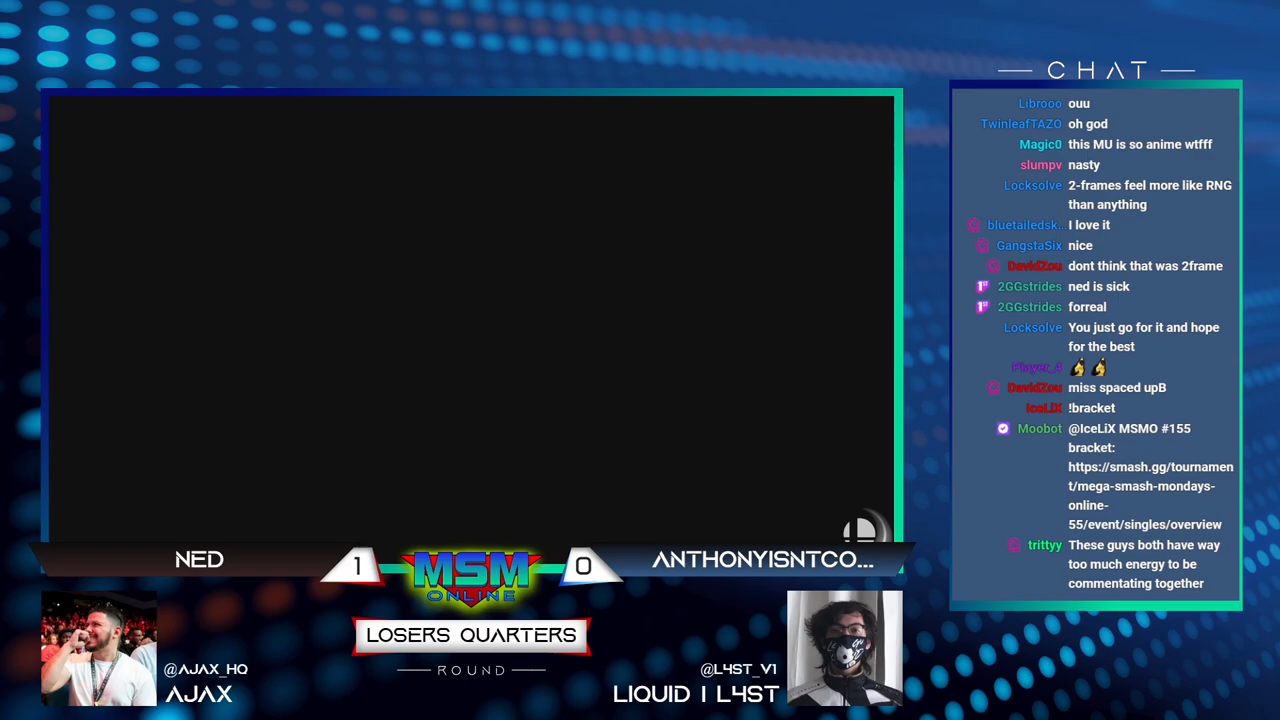 CHAT
Librooo ouu
TwinleafTAZO oh god
Magic0 this MU is so anime wtfff
slumpv nasty
Locksolve 2-frames feel more like RNG
than anything
bluetailedsk... I love it
GangstaSix nice
DavidZou dont think that was 2frame
2GGstrides ned is sick
2GGstrides forreal
Locksolve You just go for it and hope
for the best
Player_4
DavidZou miss spaced upB
IceLiX !bracket
Moobot @IceLiX MSMO #155
bracket:
https://smash.gg/tournamen
t/mega-smash-mondays-
online-
55/event/singles/overview
trittyy These guys both have way
too much energy to be
commentating together
NED 1 MSM 0 ANTHONYISNTCO...
ONLINE
LOSERS QUARTERS
ROUND
@AJAX_HQ
AJAX
@L4ST_V1
LIQUID | L4ST